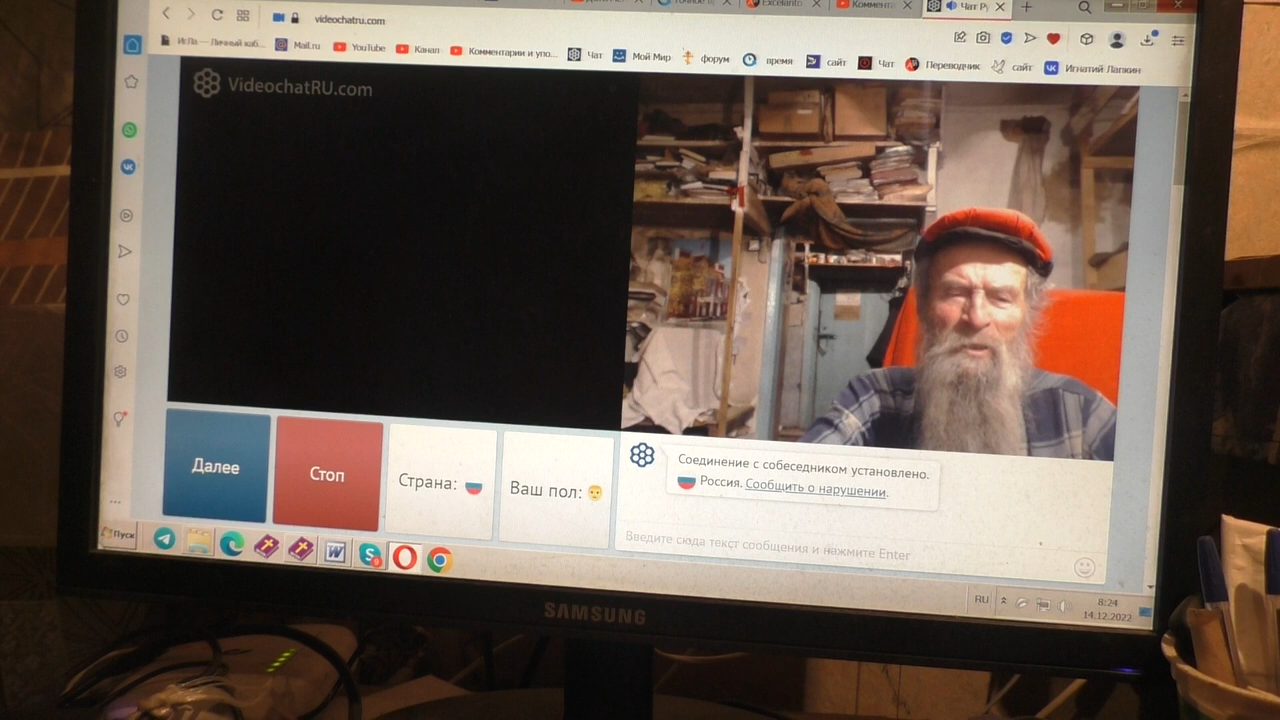 videochatru.com
Mail.ru
YouTube
Канал
Комментарии и упо...
Чат
Мой Мир
форум
время
сайт
Чат
Переводчик
сайт
Игнатий Лапкин
VideochatRU.com
Далее
Стоп
Страна:
Ваш пол:
Соединение с собеседником установлено.
Россия. Сообщить о нарушении.
Введите сюда текст сообщения и нажмите Enter
Пуск
RU
8:24
14.12.2022
SAMSUNG